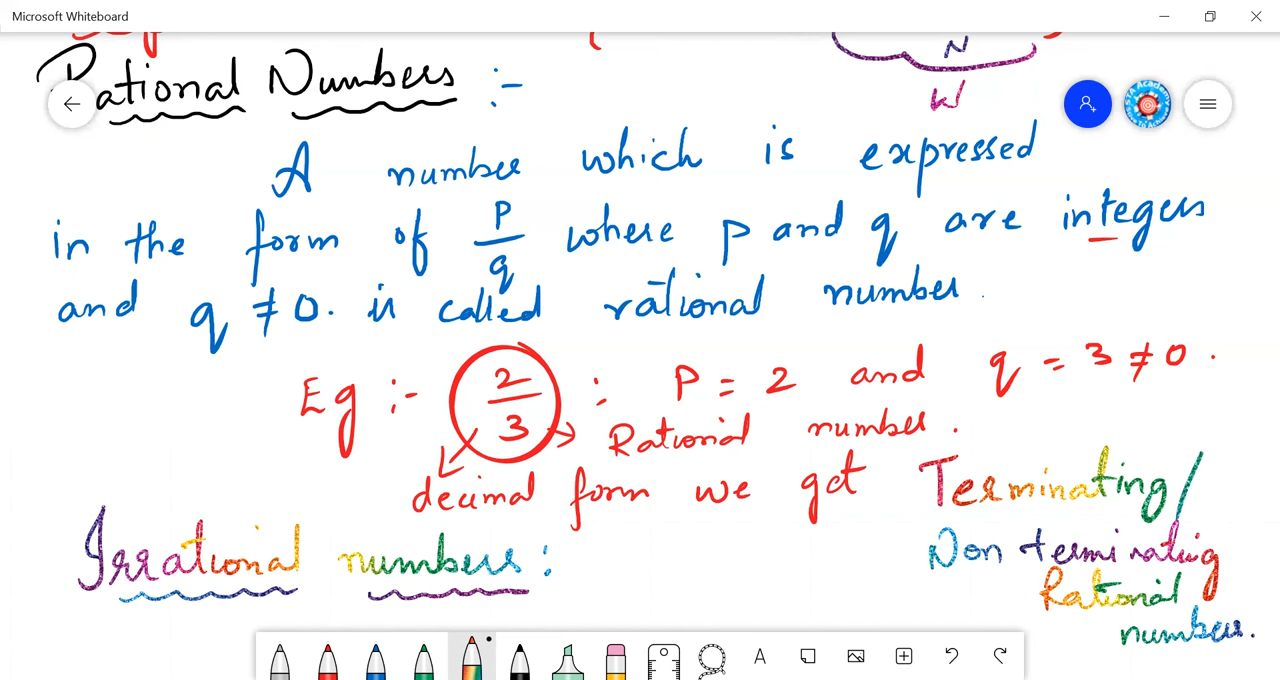 Microsoft Whiteboard
N
W
Rational Numbers :-
A number which is expressed
in the form of p/q where p and q are integers
and q ≠ 0. is called rational number.
Eg :- 2/3 : P = 2 and q = 3 ≠ 0.
Rational number.
decimal form we get Terminating/
Non terminating
Rational
number.
Irrational numbers :
A